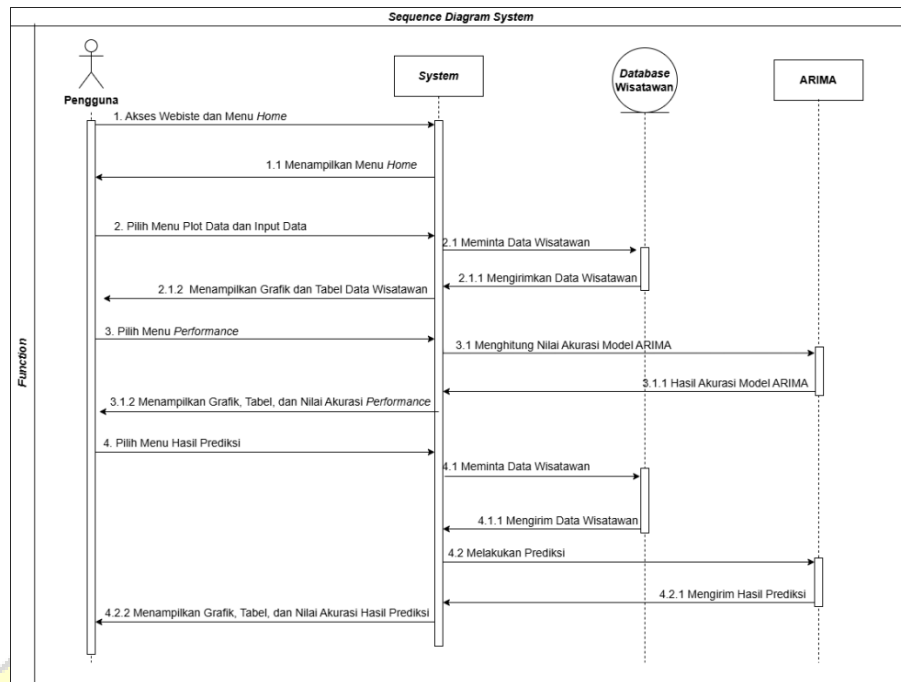 Sequence Diagram System
Function
Pengguna
System
Database
Wisatawan
ARIMA
1. Akses Webiste dan Menu Home
1.1 Menampilkan Menu Home
2. Pilih Menu Plot Data dan Input Data
2.1 Meminta Data Wisatawan
2.1.1 Mengirimkan Data Wisatawan
2.1.2 Menampilkan Grafik dan Tabel Data Wisatawan
3. Pilih Menu Performance
3.1 Menghitung Nilai Akurasi Model ARIMA
3.1.1 Hasil Akurasi Model ARIMA
3.1.2 Menampilkan Grafik, Tabel, dan Nilai Akurasi Performance
4. Pilih Menu Hasil Prediksi
4.1 Meminta Data Wisatawan
4.1.1 Mengirim Data Wisatawan
4.2 Melakukan Prediksi
4.2.1 Mengirim Hasil Prediksi
4.2.2 Menampilkan Grafik, Tabel, dan Nilai Akurasi Hasil Prediksi